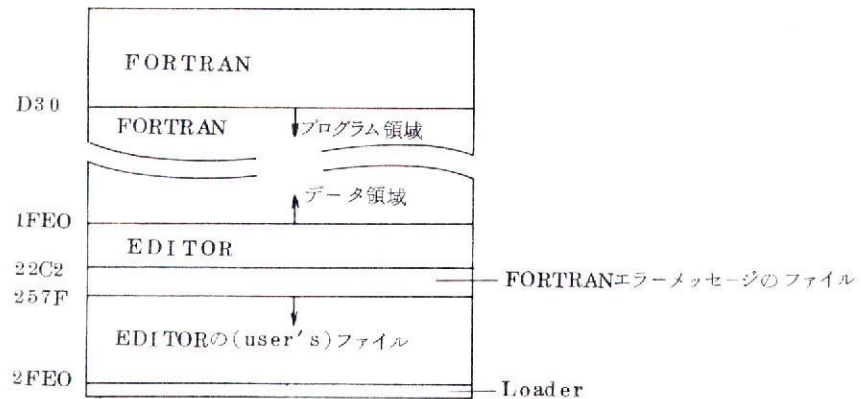 FORTRAN
D30
FORTRAN
プログラム領域
データ領域
1FE0
EDITOR
22C2
FORTRANエラーメッセージのファイル
257F
EDITORの(user's)ファイル
2FE0
Loader